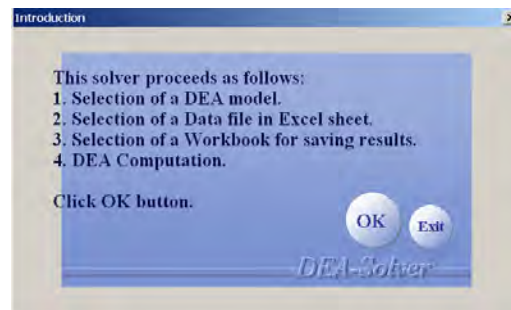 Introduction
This solver proceeds as follows:
1. Selection of a DEA model.
2. Selection of a Data file in Excel sheet.
3. Selection of a Workbook for saving results.
4. DEA Computation.
Click OK button.
OK Exit
DEA-Solver